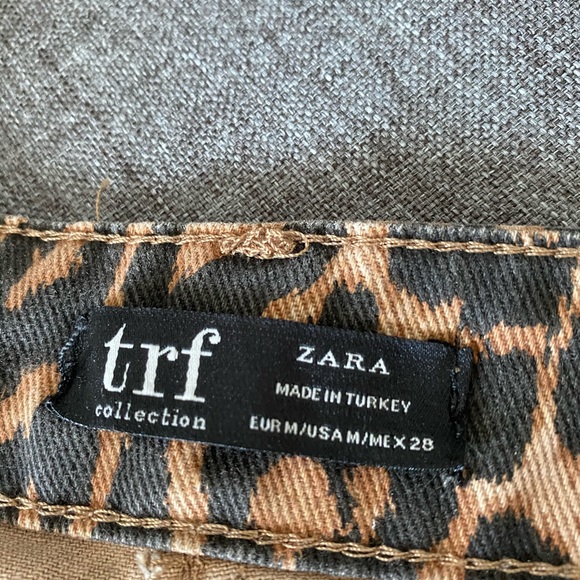 trf
collection
ZARA
MADE IN TURKEY
EUR M/USA M/MEX 28